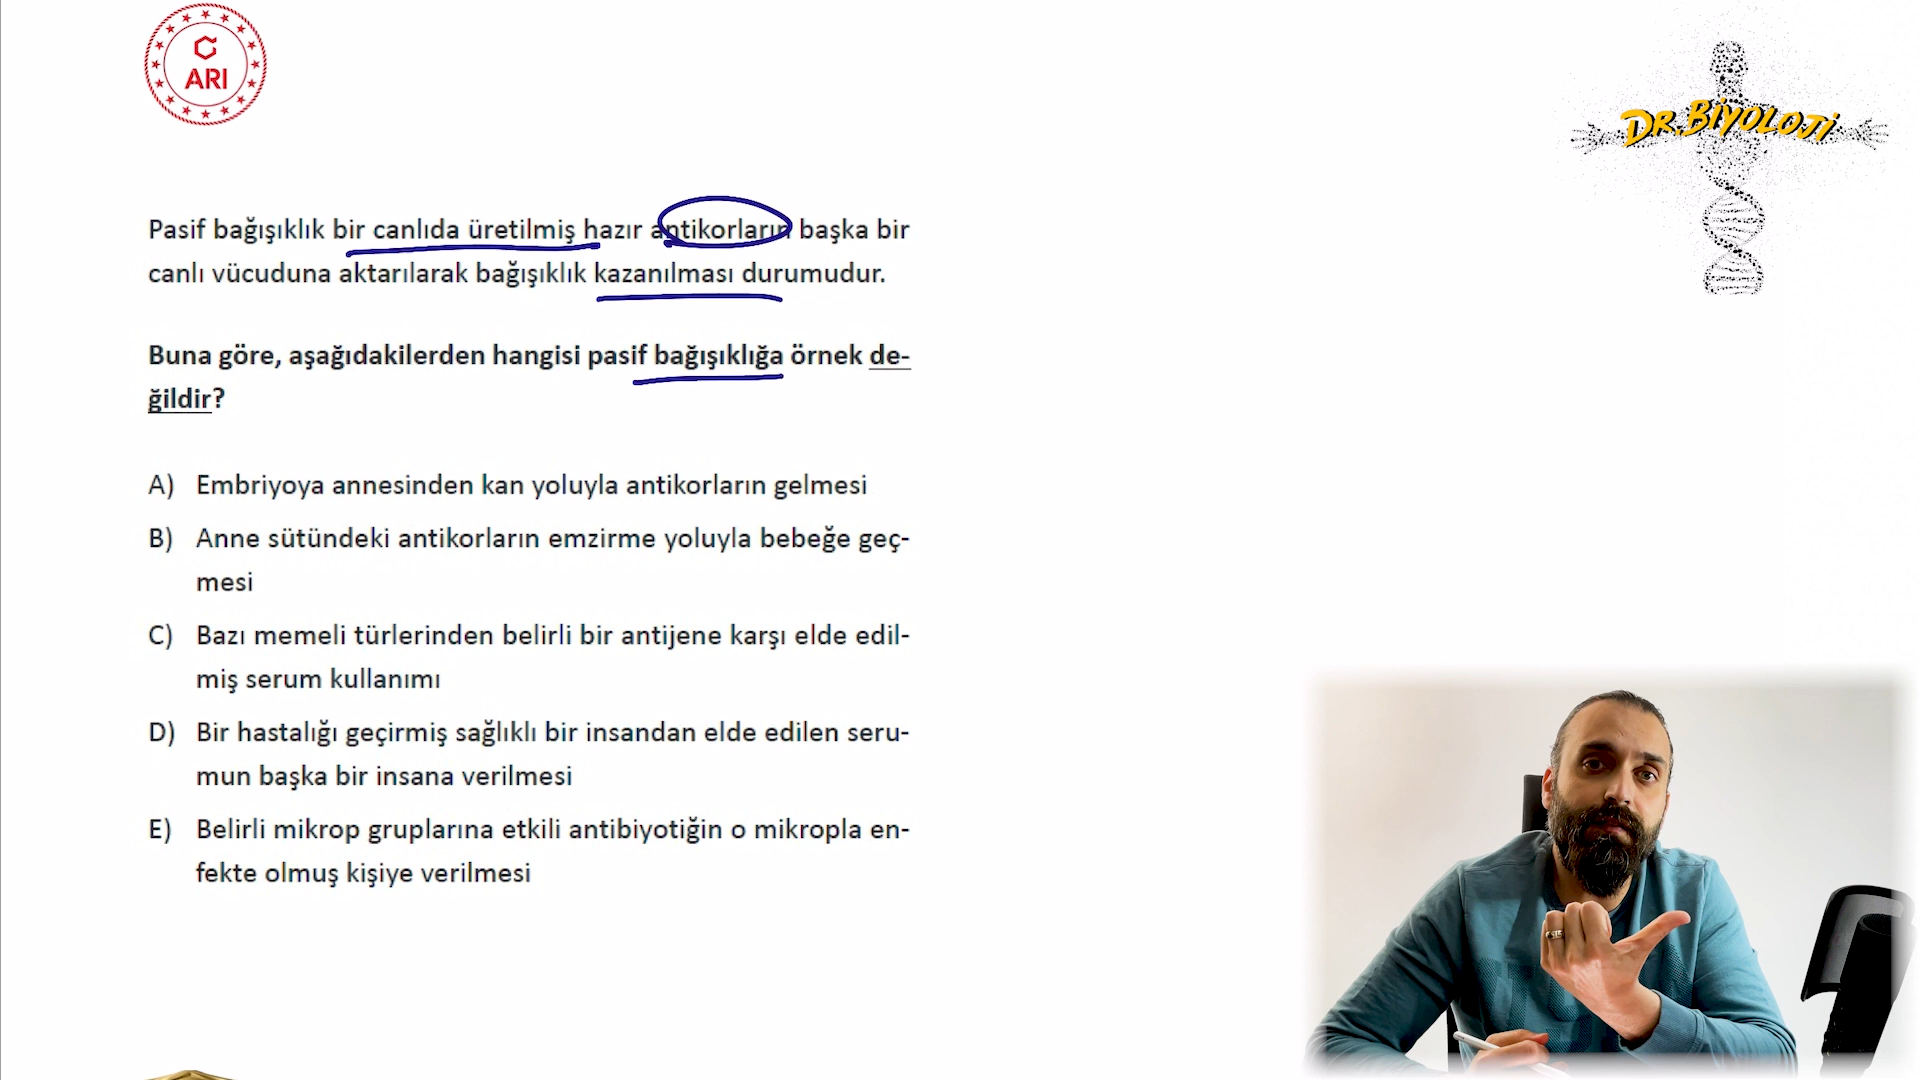 ARI
DR.BİYOLOJİ
Pasif bağışıklık bir canlıda üretilmiş hazır antikorların başka bir
canlı vücuduna aktarılarak bağışıklık kazanılması durumudur.
Buna göre, aşağıdakilerden hangisi pasif bağışıklığa örnek de-
ğildir?
A) Embriyoya annesinden kan yoluyla antikorların gelmesi
B) Anne sütündeki antikorların emzirme yoluyla bebeğe geç-
mesi
C) Bazı memeli türlerinden belirli bir antijene karşı elde edil-
miş serum kullanımı
D) Bir hastalığı geçirmiş sağlıklı bir insandan elde edilen seru-
mun başka bir insana verilmesi
E) Belirli mikrop gruplarına etkili antibiyotiğin o mikropla en-
fekte olmuş kişiye verilmesi